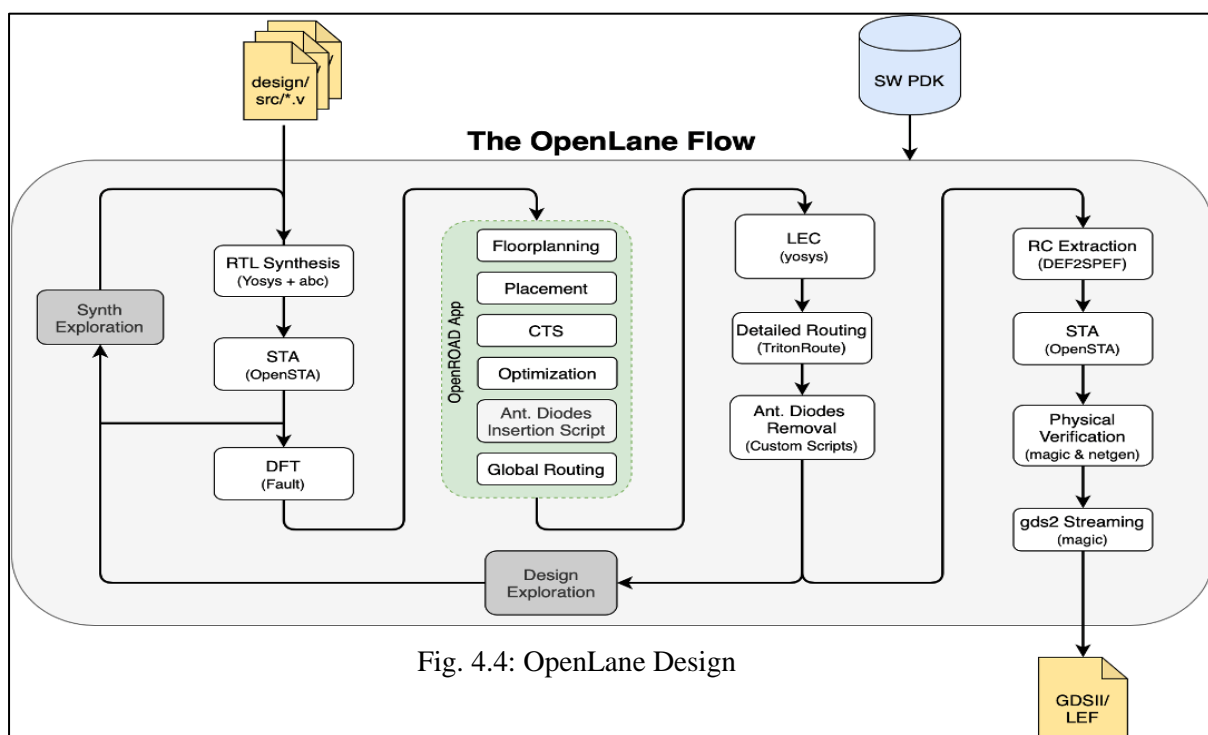 design/
src/*.v
SW PDK
The OpenLane Flow
RTL Synthesis
(Yosys + abc)
Synth
Exploration
STA
(OpenSTA)
DFT
(Fault)
OpenROAD App
Floorplanning
Placement
CTS
Optimization
Ant. Diodes
Insertion Script
Global Routing
LEC
(yosys)
Detailed Routing
(TritonRoute)
Ant. Diodes
Removal
(Custom Scripts)
Design
Exploration
RC Extraction
(DEF2SPEF)
STA
(OpenSTA)
Physical
Verification
(magic & netgen)
gds2 Streaming
(magic)
Fig. 4.4: OpenLane Design
GDSII/
LEF